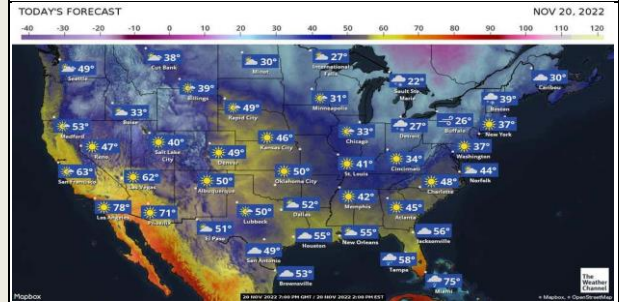 TODAY'S FORECAST
NOV 20, 2022
-40 -30 -20 -10 0 10 20 30 40 50 60 70 80 90 100 110 120
38°
Cut Bank
30°
Minot
27°
International Falls
49°
Seattle
22°
Sault Ste Marie
30°
Caribou
39°
Billings
31°
Minneapolis
39°
Boston
33°
Boise
49°
Rapid City
27°
Detroit
26°
Buffalo
37°
New York
53°
Medford
47°
Reno
40°
Salt Lake City
49°
Denver
46°
Kansas City
33°
Chicago
34°
Cincinnati
37°
Washington
63°
San Francisco
62°
Las Vegas
50°
Albuquerque
50°
Oklahoma City
41°
St. Louis
44°
Norfolk
48°
Charlotte
78°
Los Angeles
71°
Phoenix
50°
Lubbock
52°
Dallas
42°
Memphis
45°
Atlanta
51°
El Paso
49°
San Antonio
55°
Houston
55°
New Orleans
56°
Jacksonville
53°
Brownsville
58°
Tampa
75°
Miami
The
Weather
Channel
Mapbox
20 NOV 2022 7:00 PM GMT / 20 NOV 2022 2:00 PM EST
© Mapbox, © OpenStreetMap